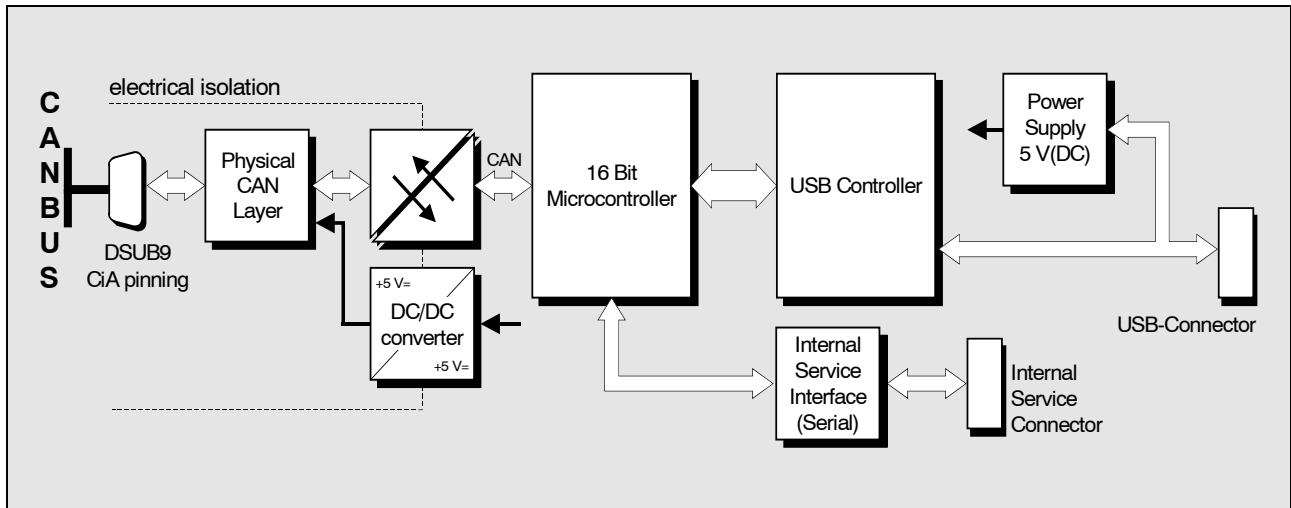 electrical isolation
C
A
N
B
U
S
DSUB9
CiA pinning
Physical
CAN
Layer
CAN
+5 V=
DC/DC
converter
+5 V=
16 Bit
Microcontroller
USB Controller
Power
Supply
5 V(DC)
USB-Connector
Internal
Service
Interface
(Serial)
Internal
Service
Connector